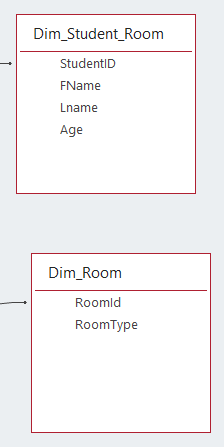 Dim_Student_Room
StudentID
FName
Lname
Age
Dim_Room
RoomId
RoomType